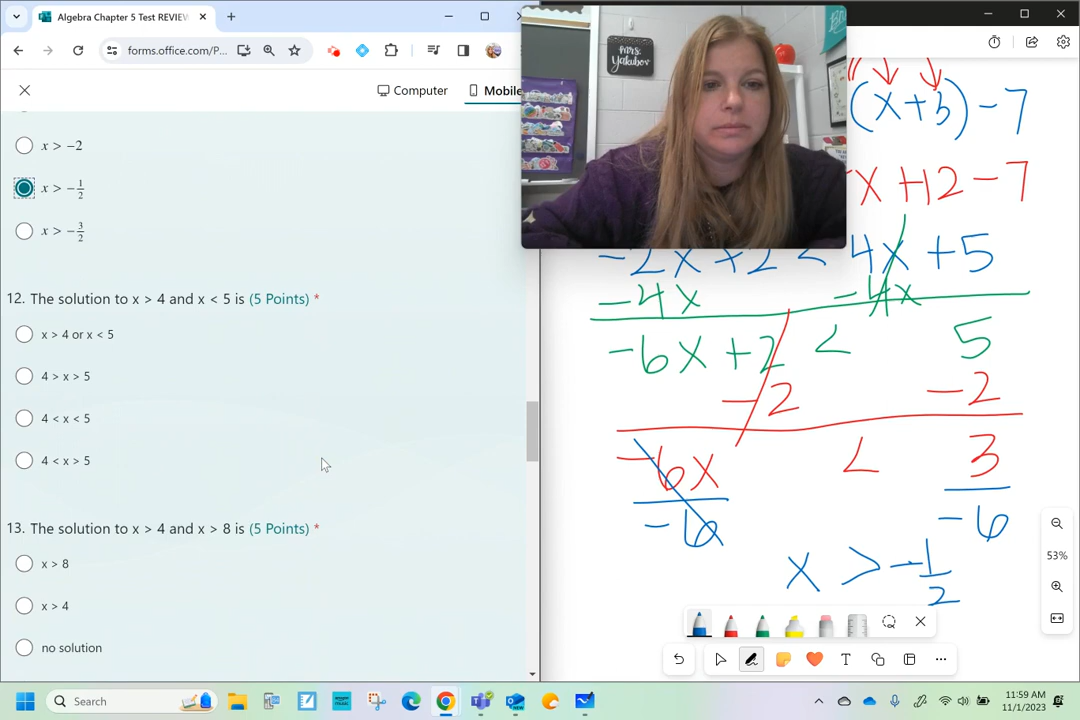 Algebra Chapter 5 Test REVIEW
forms.office.com/P...
Computer
Mobile
x > −2
x > −1/2
x > −3/2
12. The solution to x > 4 and x < 5 is (5 Points) *
x > 4 or x < 5
4 > x > 5
4 < x < 5
4 < x > 5
13. The solution to x > 4 and x > 8 is (5 Points) *
x > 8
x > 4
no solution
Mrs. Yakubov
(x + 3) − 7
x + 12 − 7
−2x + 2 < 4x + 5
−4x −4x
−6x + 2 < 5
−2 −2
−6x < 3
−6 −6
x > −1/2
53%
Search
11:59 AM
11/1/2023